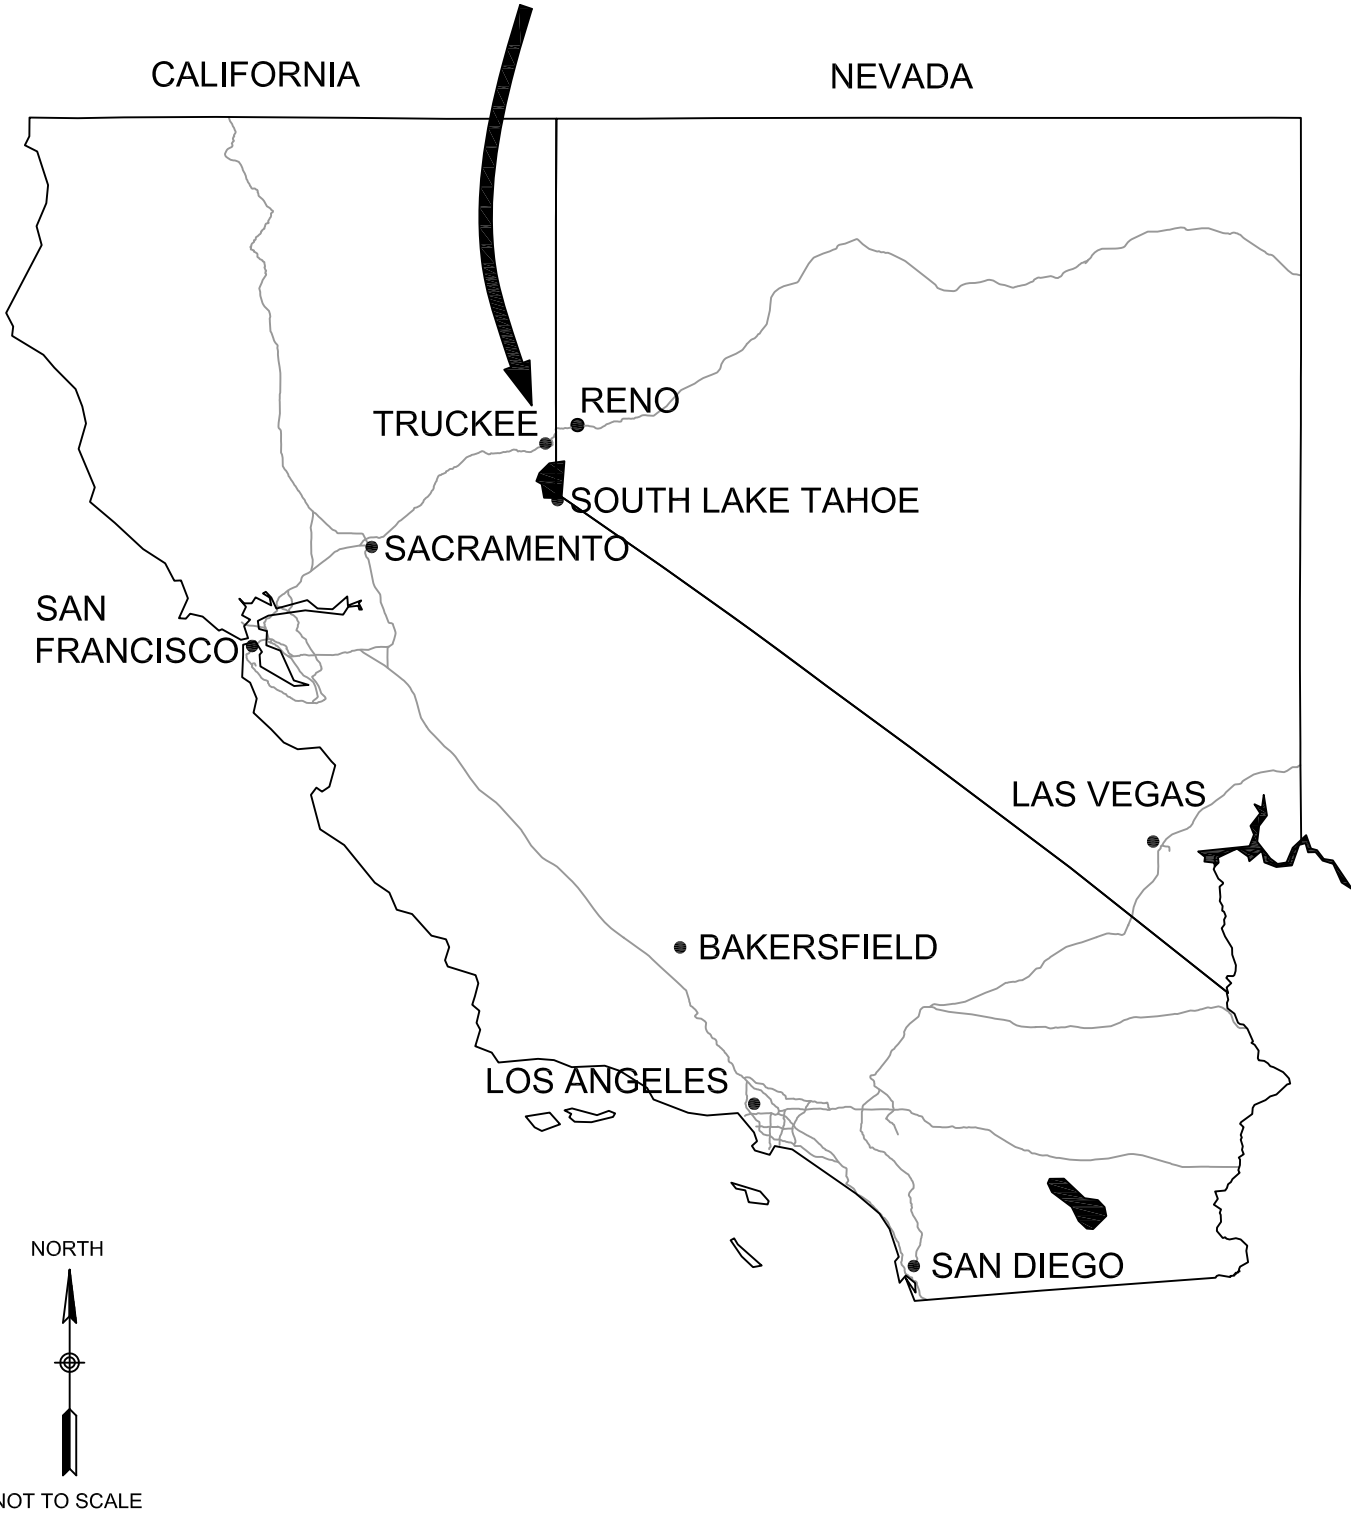 CALIFORNIA
NEVADA
RENO
TRUCKEE
SOUTH LAKE TAHOE
SACRAMENTO
SAN
FRANCISCO
LAS VEGAS
BAKERSFIELD
LOS ANGELES
NORTH
SAN DIEGO
NOT TO SCALE